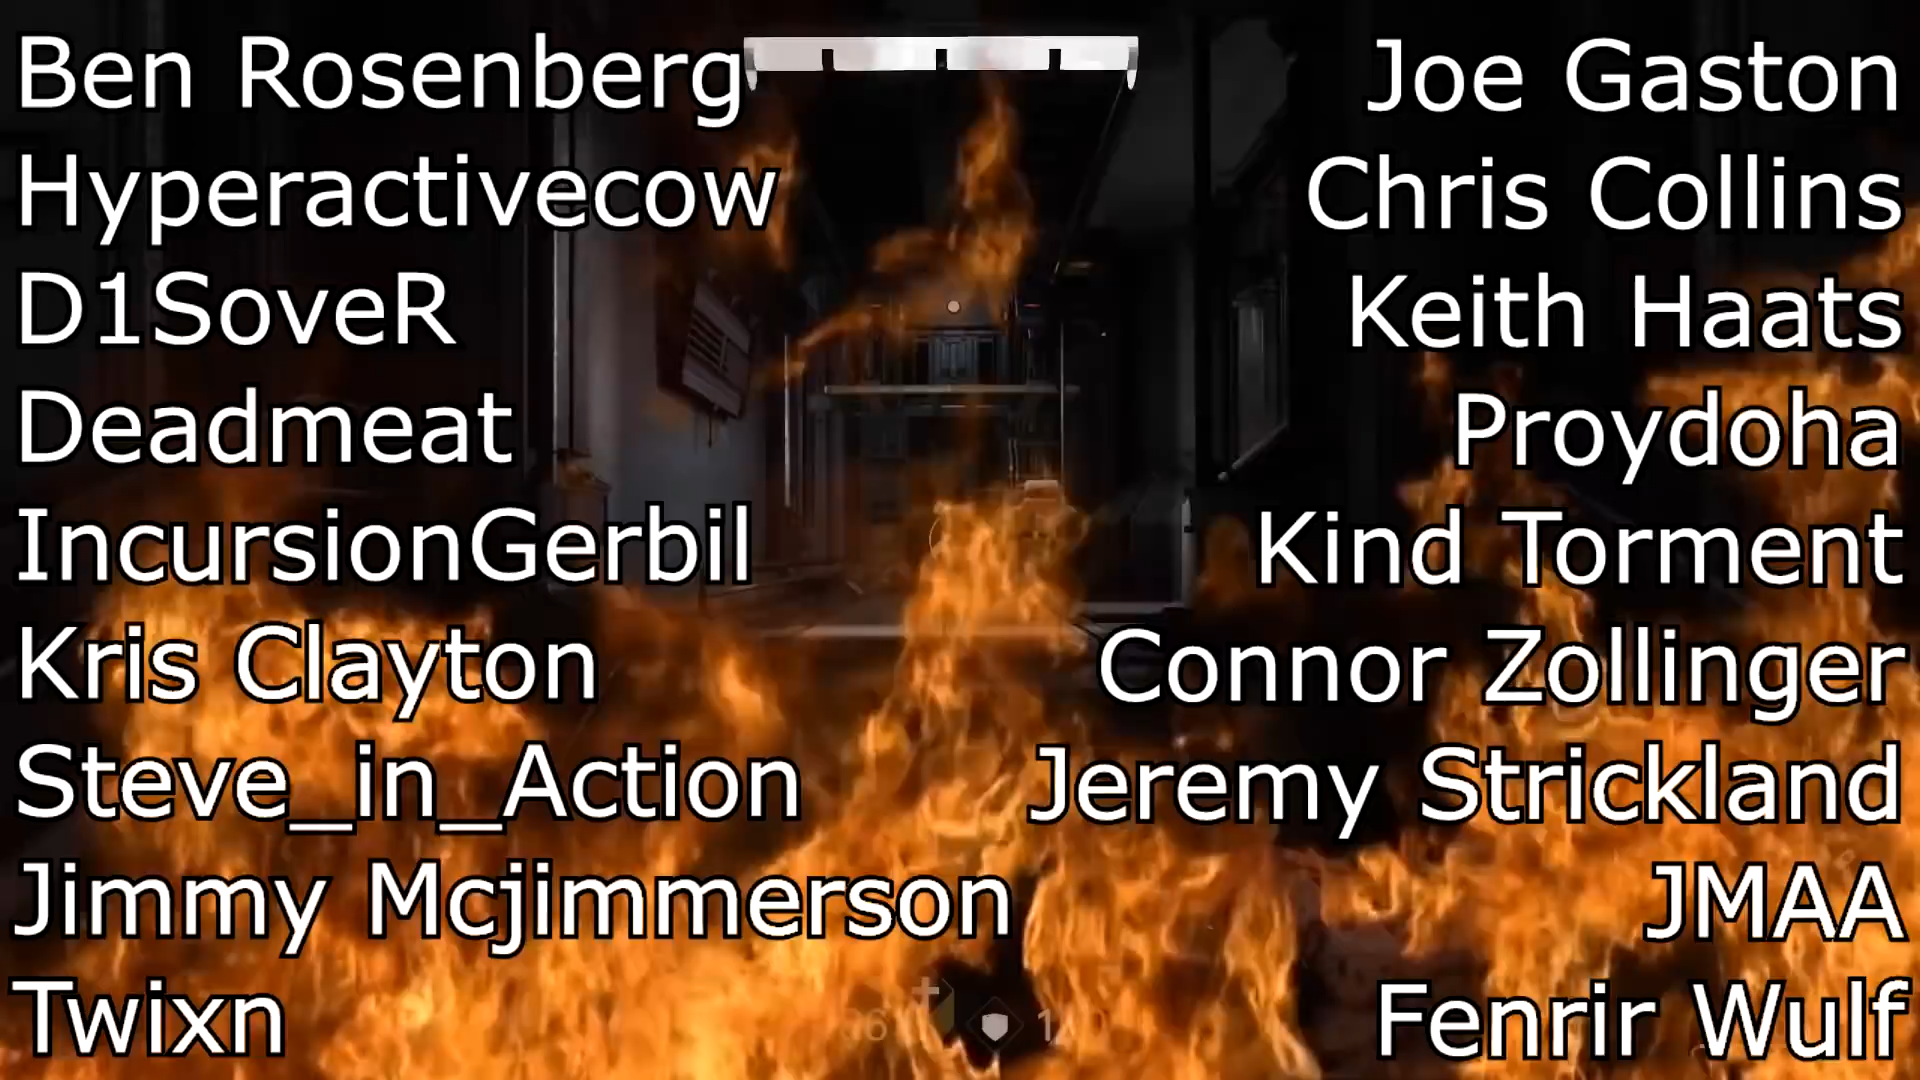 Ben Rosenberg
Hyperactivecow
D1SoveR
Deadmeat
IncursionGerbil
Kris Clayton
Steve_in_Action
Jimmy Mcjimmerson
Twixn
Joe Gaston
Chris Collins
Keith Haats
Proydoha
Kind Torment
Connor Zollinger
Jeremy Strickland
JMAA
Fenrir Wulf